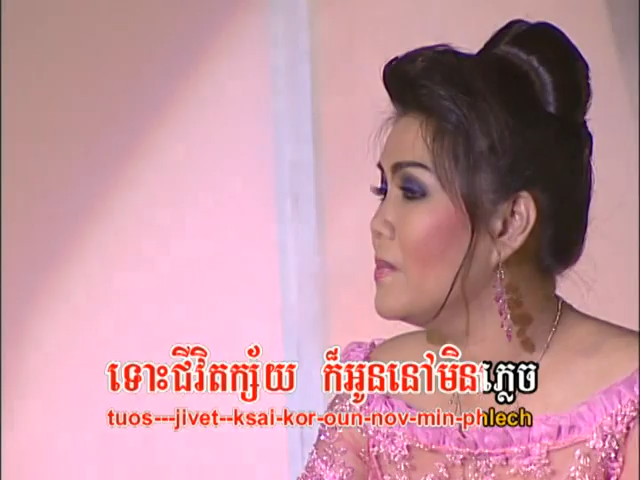 ទោះជីវិតក្ស័យ ក៏អូននៅមិនភ្លេច
tuos---jivet--ksai-kor-oun-nov-min-phlech